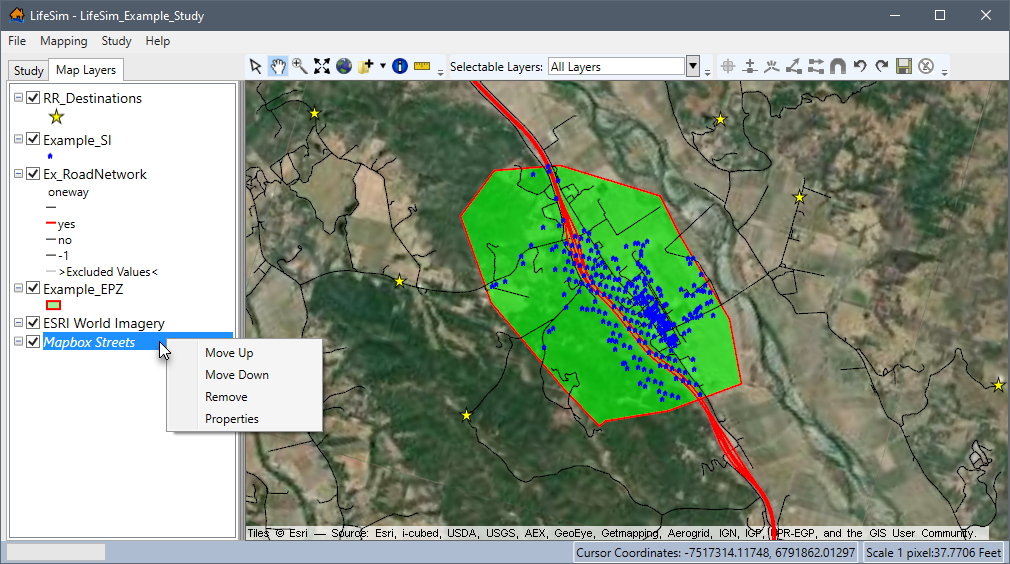 LifeSim - LifeSim_Example_Study
File Mapping Study Help
Study Map Layers
Selectable Layers: All Layers
RR_Destinations
Example_SI
Ex_RoadNetwork
oneway
yes
no
-1
>Excluded Values<
Example_EPZ
ESRI World Imagery
Mapbox Streets
Move Up
Move Down
Remove
Properties
Tiles © Esri — Source: Esri, i-cubed, USDA, USGS, AEX, GeoEye, Getmapping, Aerogrid, IGN, IGP, UPR-EGP, and the GIS User Community.
Cursor Coordinates: -7517314.11748, 6791862.01297 Scale 1 pixel:37.7706 Feet